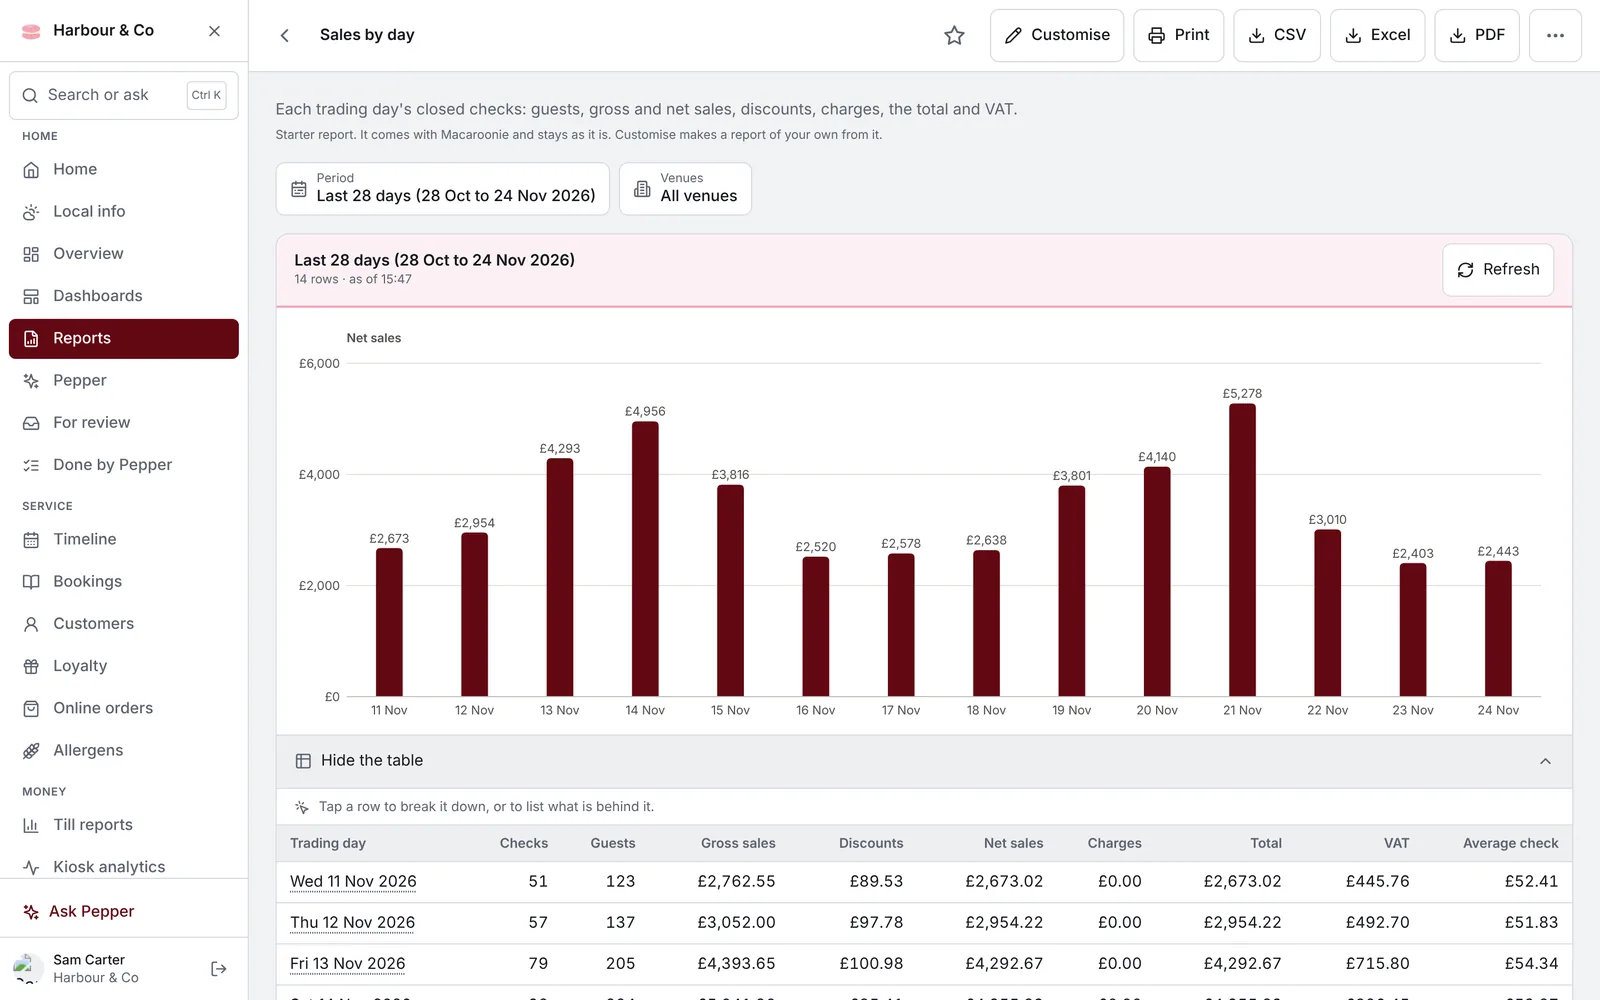 Harbour & Co
Search or ask
Ctrl K
HOME
Home
Local info
Overview
Dashboards
Reports
Pepper
For review
Done by Pepper
SERVICE
Timeline
Bookings
Customers
Loyalty
Online orders
Allergens
MONEY
Till reports
Kiosk analytics
Ask Pepper
Sam Carter
Harbour & Co
Sales by day
Customise
Print
CSV
Excel
PDF
Each trading day's closed checks: guests, gross and net sales, discounts, charges, the total and VAT.
Starter report. It comes with Macaroonie and stays as it is. Customise makes a report of your own from it.
Period
Last 28 days (28 Oct to 24 Nov 2026)
Venues
All venues
Last 28 days (28 Oct to 24 Nov 2026)
14 rows · as of 15:47
Refresh
Net sales
£6,000
£4,000
£2,000
£0
£2,673
£2,954
£4,293
£4,956
£3,816
£2,520
£2,578
£2,638
£3,801
£4,140
£5,278
£3,010
£2,403
£2,443
11 Nov
12 Nov
13 Nov
14 Nov
15 Nov
16 Nov
17 Nov
18 Nov
19 Nov
20 Nov
21 Nov
22 Nov
23 Nov
24 Nov
Hide the table
Tap a row to break it down, or to list what is behind it.
Trading day Checks Guests Gross sales Discounts Net sales Charges Total VAT Average check
Wed 11 Nov 2026 51 123 £2,762.55 £89.53 £2,673.02 £0.00 £2,673.02 £445.76 £52.41
Thu 12 Nov 2026 57 137 £3,052.00 £97.78 £2,954.22 £0.00 £2,954.22 £492.70 £51.83
Fri 13 Nov 2026 79 205 £4,393.65 £100.98 £4,292.67 £0.00 £4,292.67 £715.80 £54.34